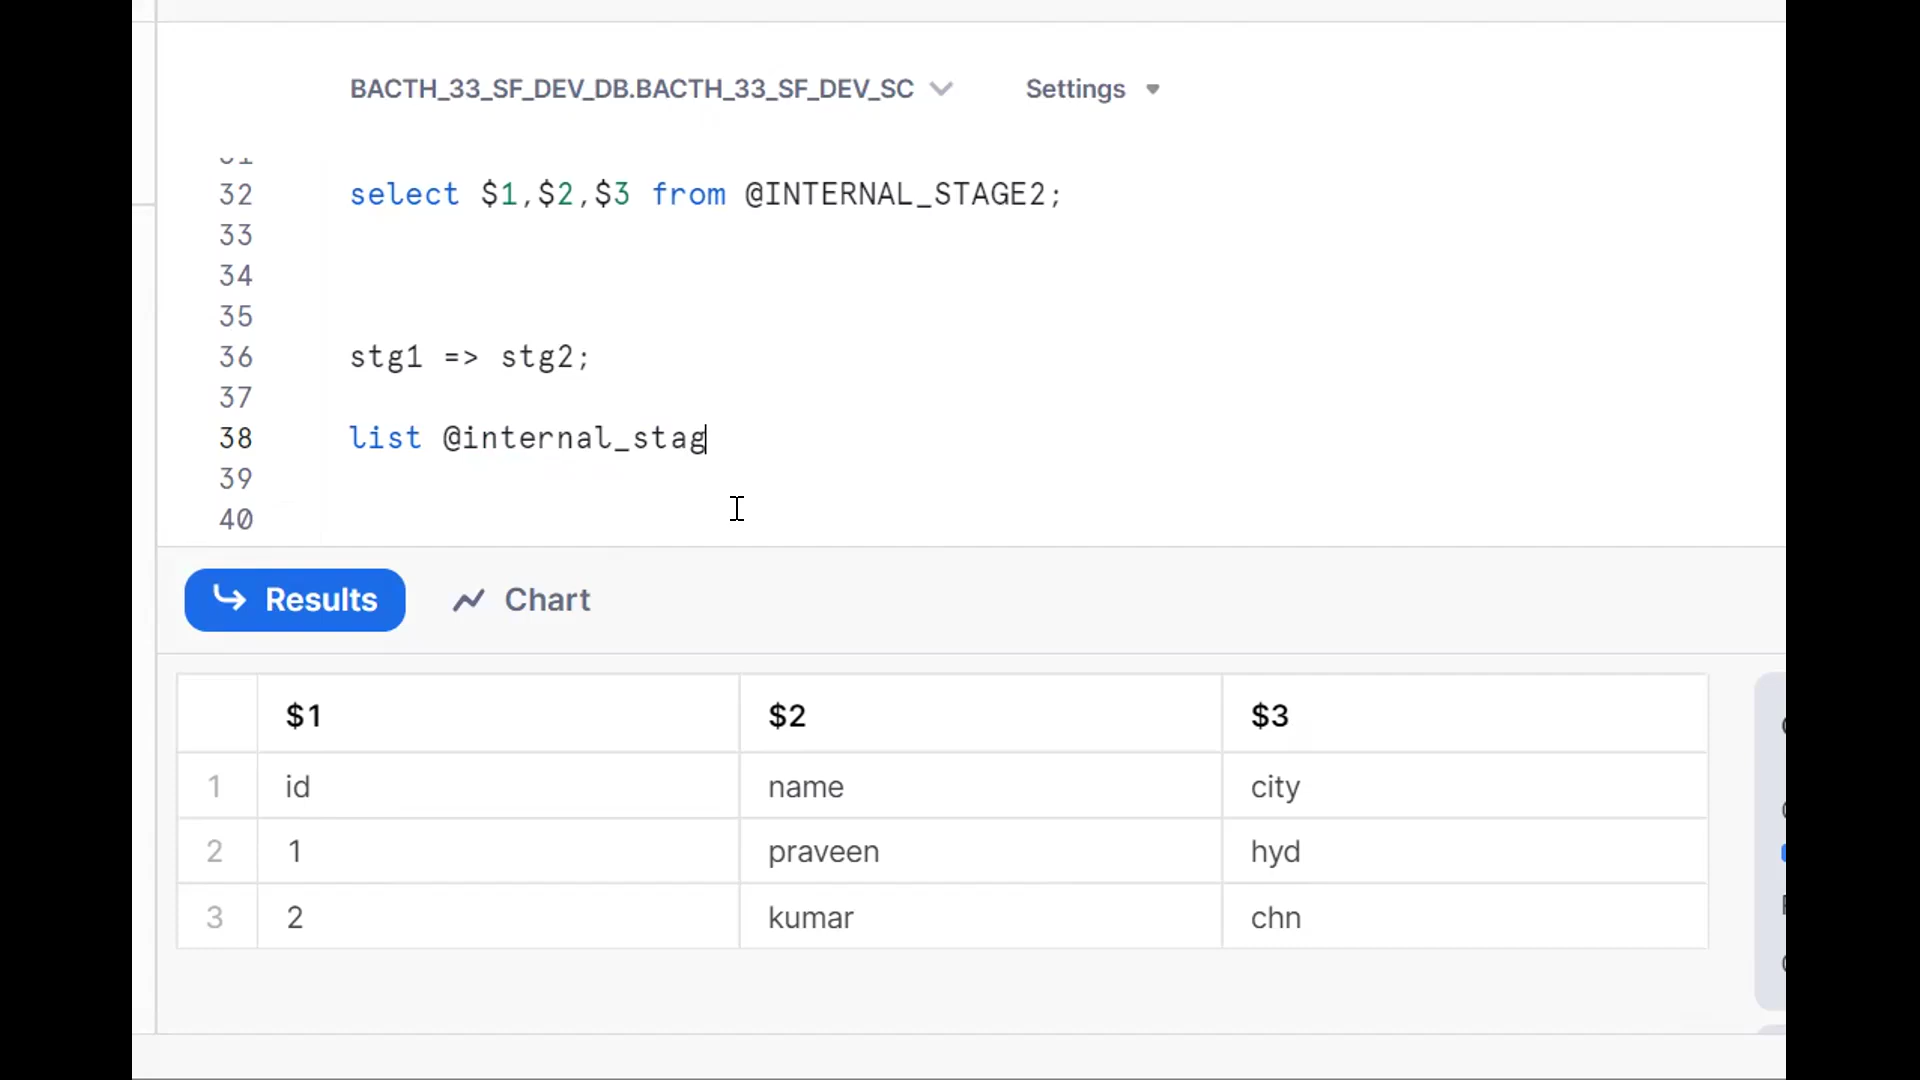 BACTH_33_SF_DEV_DB.BACTH_33_SF_DEV_SC Settings
32 select $1,$2,$3 from @INTERNAL_STAGE2;
33
34
35
36 stg1 => stg2;
37
38 list @internal_stag
39
40
Results Chart
$1 $2 $3
1 id name city
2 1 praveen hyd
3 2 kumar chn